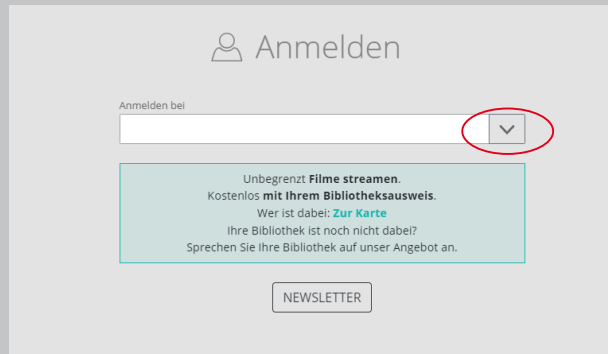 Anmelden
Anmelden bei
Unbegrenzt Filme streamen.
Kostenlos mit Ihrem Bibliotheksausweis.
Wer ist dabei: Zur Karte
Ihre Bibliothek ist noch nicht dabei?
Sprechen Sie Ihre Bibliothek auf unser Angebot an.
NEWSLETTER